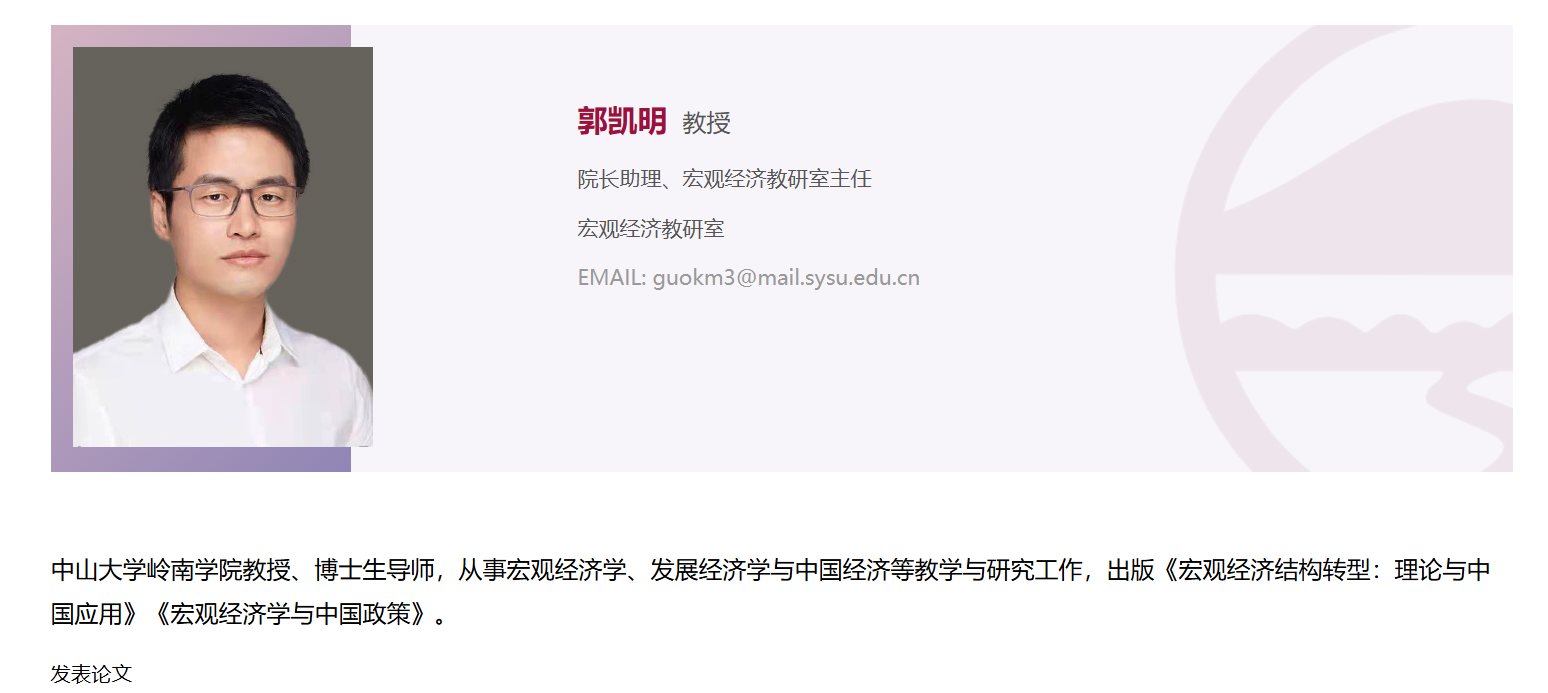 郭凯明 教授
院长助理、宏观经济教研室主任
宏观经济教研室
EMAIL: guokm3@mail.sysu.edu.cn
中山大学岭南学院教授、博士生导师，从事宏观经济学、发展经济学与中国经济等教学与研究工作，出版《宏观经济结构转型：理论与中
国应用》《宏观经济学与中国政策》。
发表论文